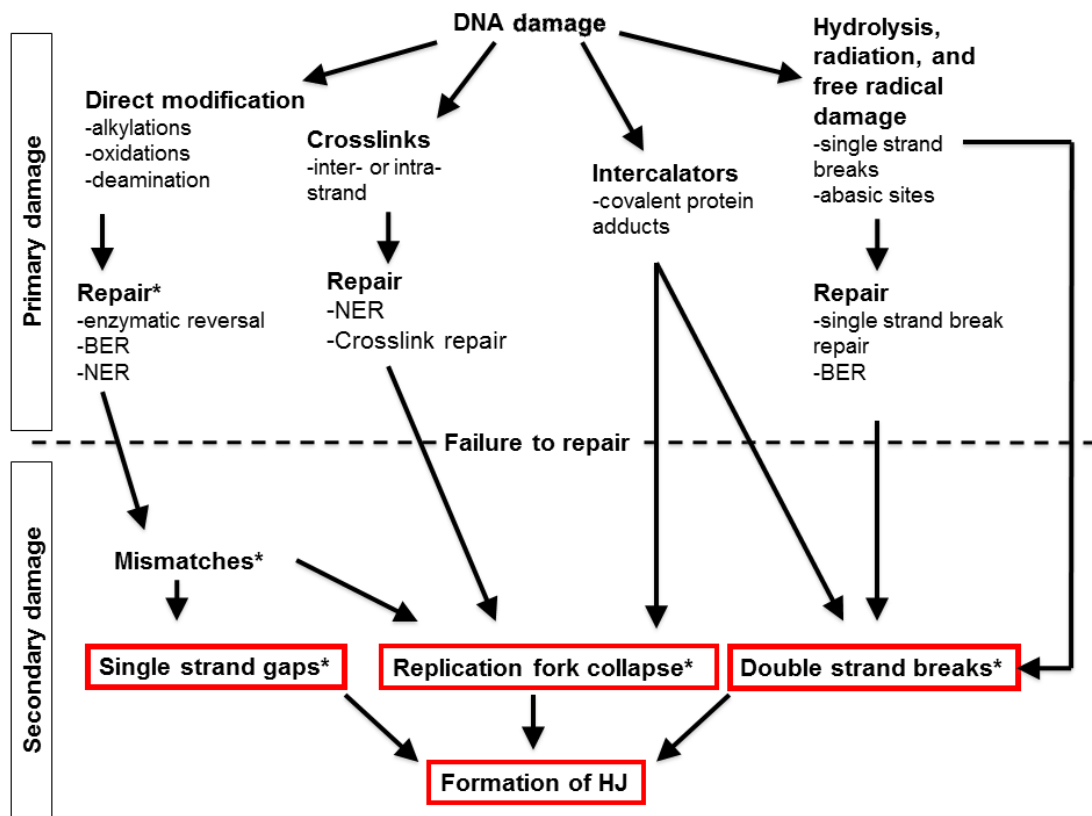 DNA damage
Hydrolysis,
radiation, and
free radical
damage
-single strand
breaks
-abasic sites
Direct modification
-alkylations
-oxidations
-deamination
Crosslinks
-inter- or intra-
strand
Intercalators
-covalent protein
adducts
Primary damage
Repair*
-enzymatic reversal
-BER
-NER
Repair
-NER
-Crosslink repair
Repair
-single strand break
repair
-BER
Failure to repair
Secondary damage
Mismatches*
Single strand gaps*
Replication fork collapse*
Double strand breaks*
Formation of HJ